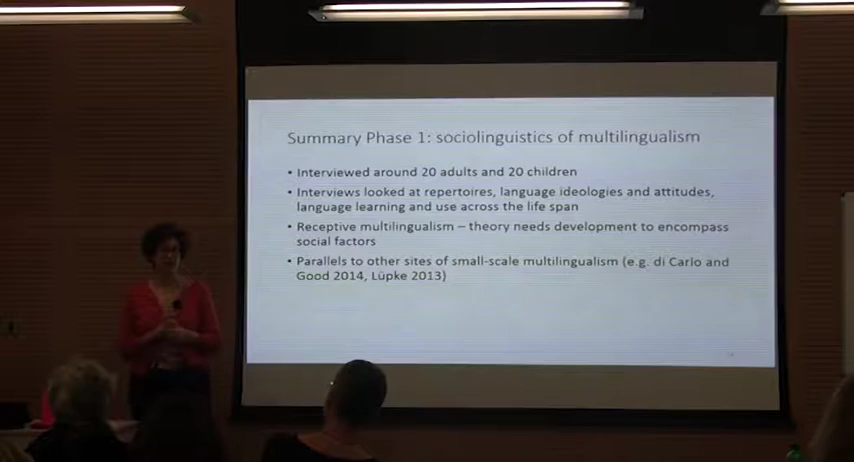 Summary Phase 1: sociolinguistics of multilingualism
• Interviewed around 20 adults and 20 children
• Interviews looked at repertoires, language ideologies and attitudes,
language learning and use across the life span
• Receptive multilingualism – theory needs development to encompass
social factors
• Parallels to other sites of small-scale multilingualism (e.g. di Carlo and
Good 2014, Lüpke 2013)